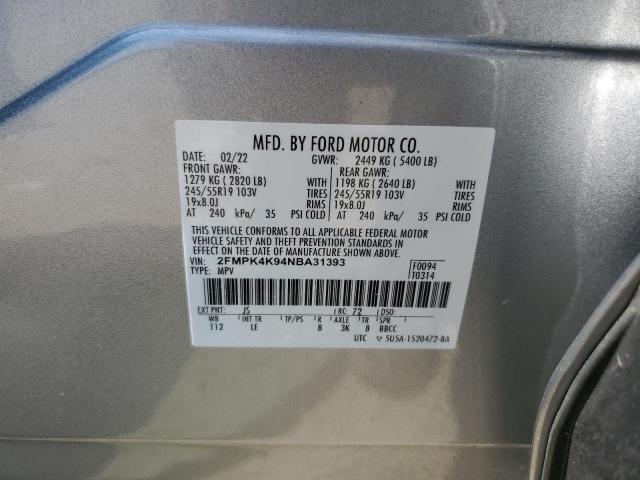 MFD. BY FORD MOTOR CO.
DATE: 02/22 GVWR: 2449 KG ( 5400 LB)
FRONT GAWR: REAR GAWR:
1279 KG ( 2820 LB) WITH 1198 KG ( 2640 LB) WITH
245/55R19 103V TIRES 245/55R19 103V TIRES
19x8.0J RIMS 19x8.0J RIMS
AT 240 kPa/ 35 PSI COLD AT 240 kPa/ 35 PSI COLD
THIS VEHICLE CONFORMS TO ALL APPLICABLE FEDERAL MOTOR
VEHICLE SAFETY AND THEFT PREVENTION STANDARDS IN
EFFECT ON THE DATE OF MANUFACTURE SHOWN ABOVE.
VIN: 2FMPK4K94NBA31393 F0094
TYPE: MPV T0314
EXT PNT: JS RC: 72 DSO:
WB INT TR TP/PS R AXLE TR SPR
112 LE B 3K 8 BBCC
UTC ▽ 5U5A-1520472-BA